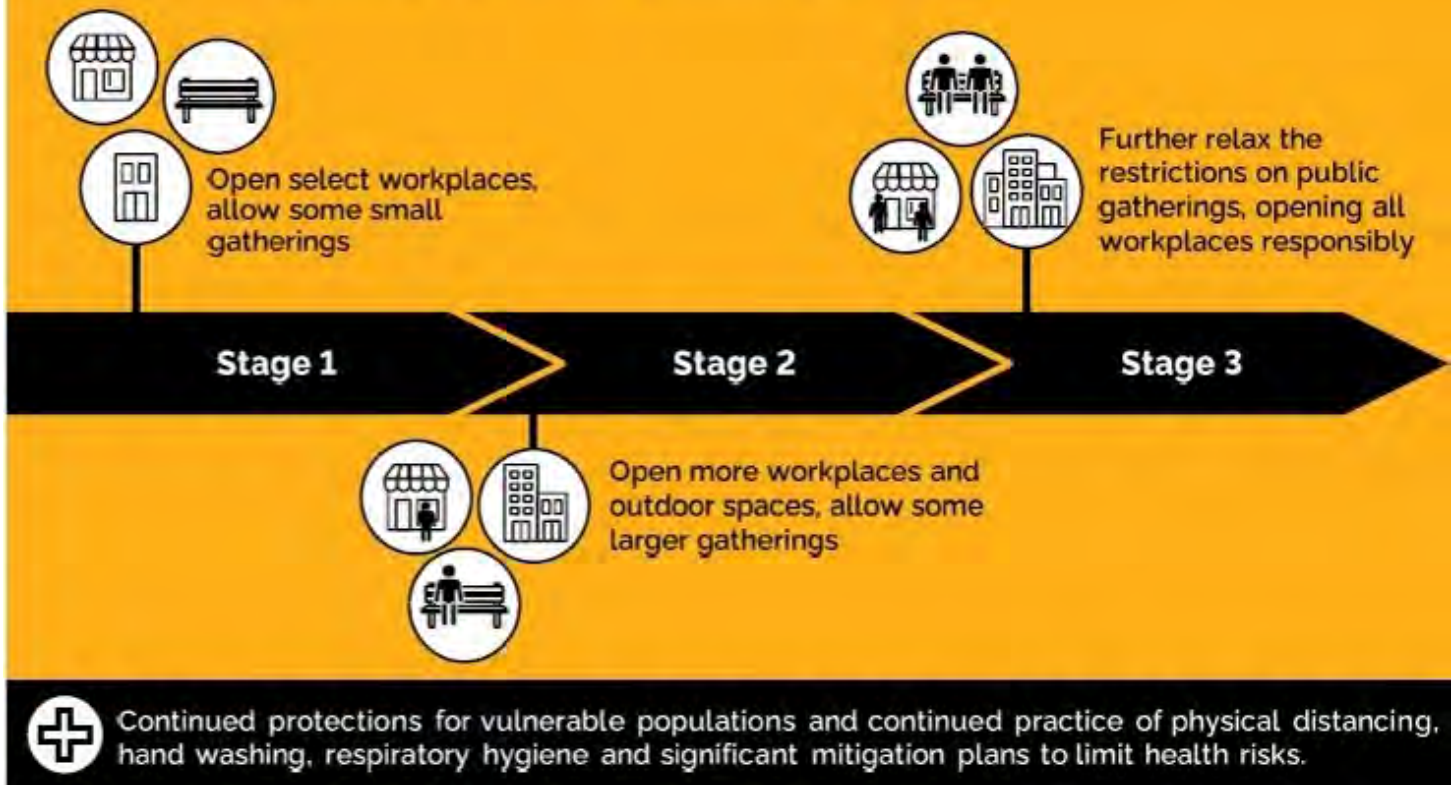 Open select workplaces,
allow some small
gatherings
Further relax the
restrictions on public
gatherings, opening all
workplaces responsibly
Stage 1
Stage 2
Stage 3
Open more workplaces and
outdoor spaces, allow some
larger gatherings
Continued protections for vulnerable populations and continued practice of physical distancing,
hand washing, respiratory hygiene and significant mitigation plans to limit health risks.